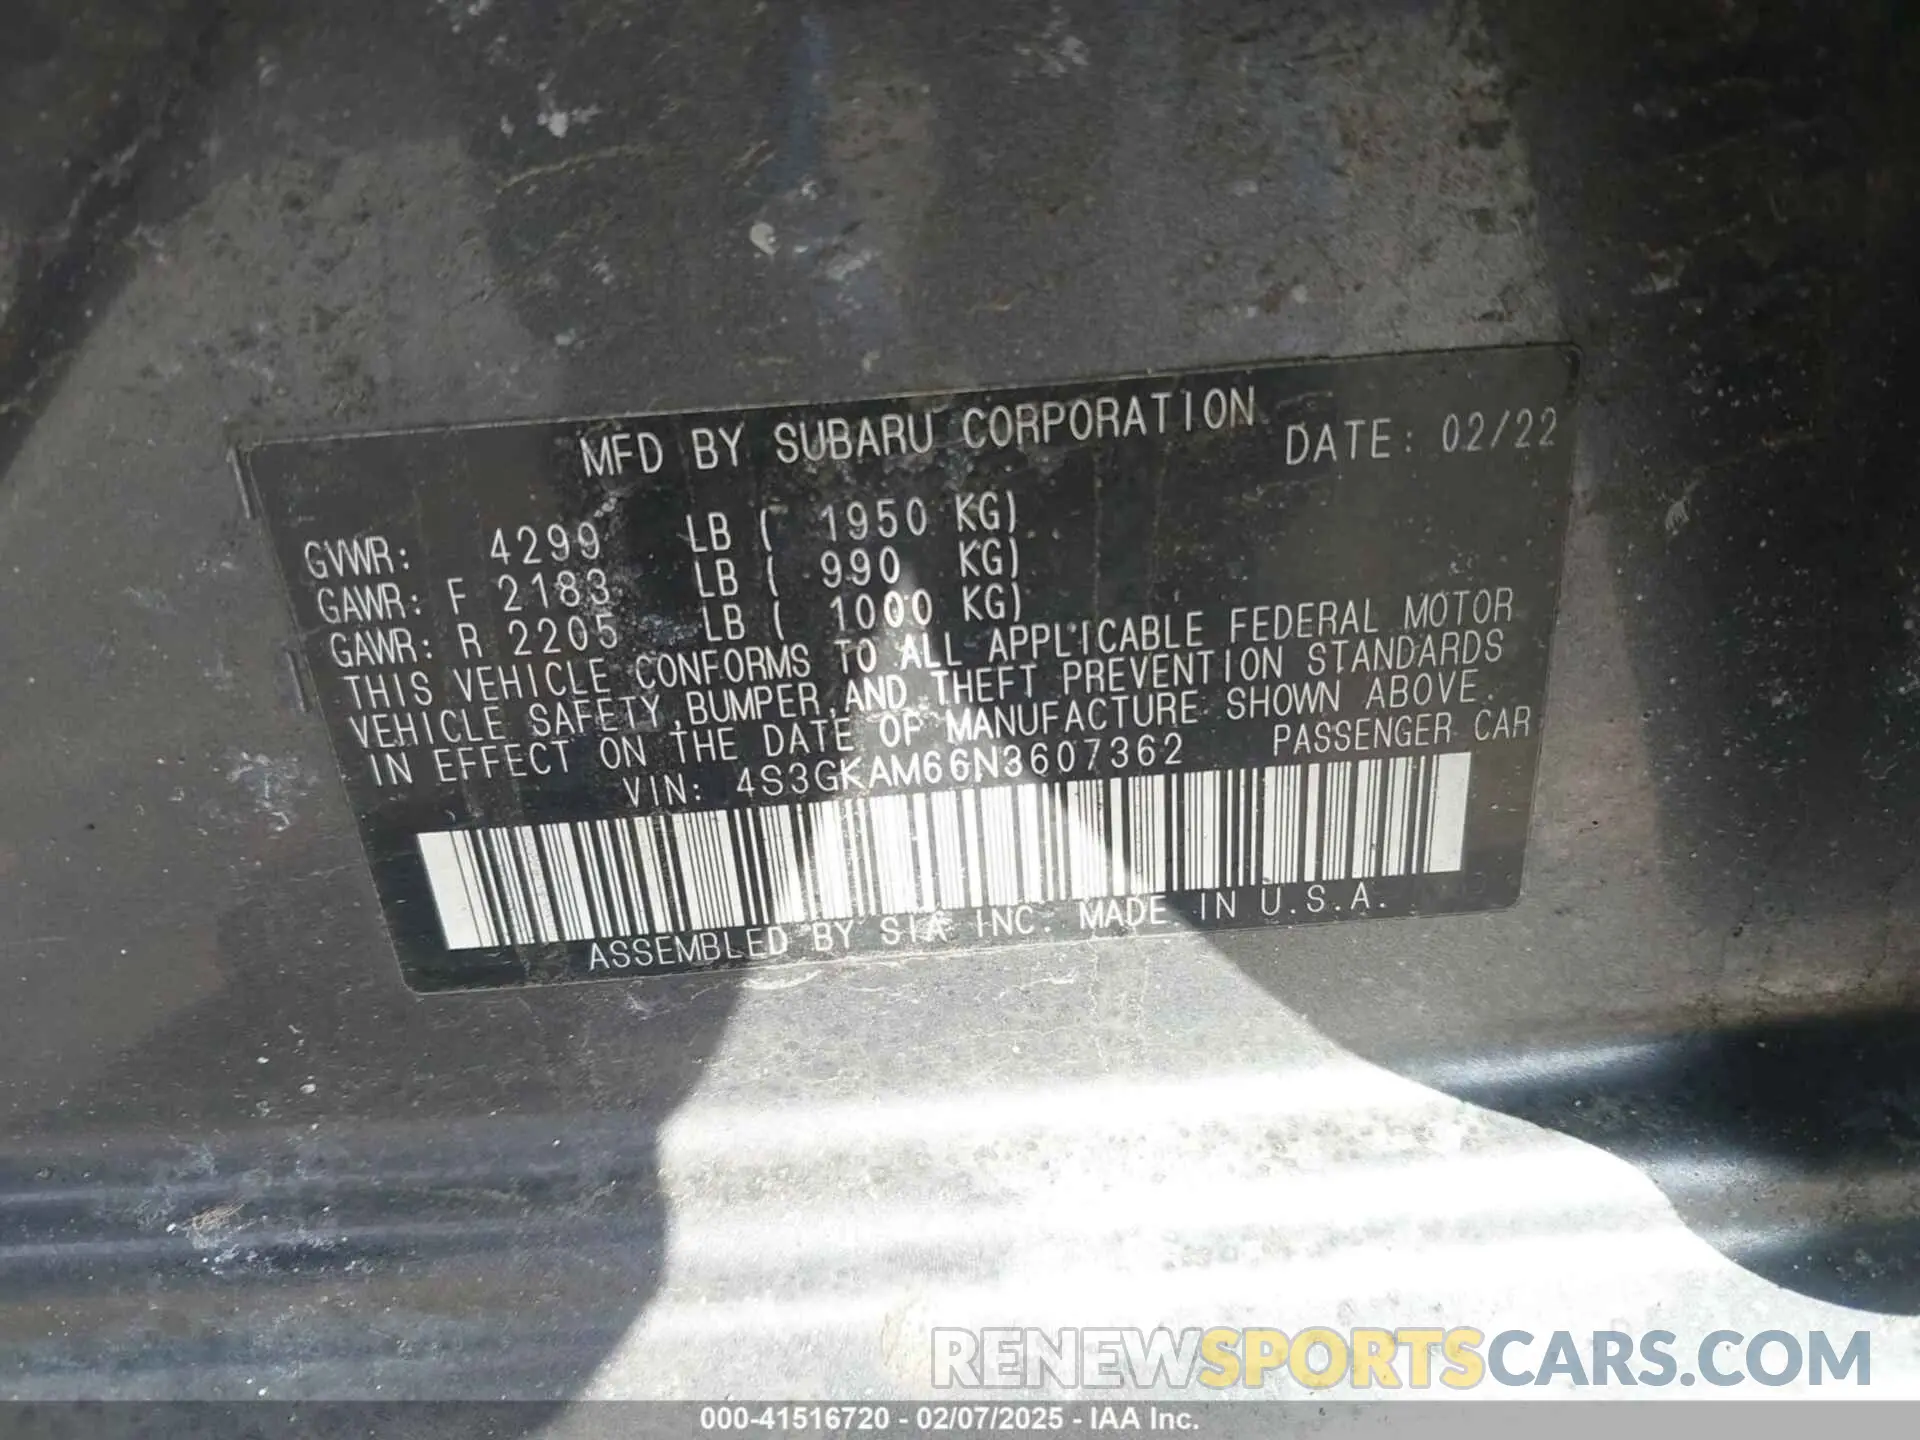 MFD BY SUBARU CORPORATION DATE: 02/22
GVWR: 4299 LB ( 1950 KG)
GAWR: F 2183 LB ( 990 KG)
GAWR: R 2205 LB ( 1000 KG)
THIS VEHICLE CONFORMS TO ALL APPLICABLE FEDERAL MOTOR
VEHICLE SAFETY,BUMPER,AND THEFT PREVENTION STANDARDS
IN EFFECT ON THE DATE OF MANUFACTURE SHOWN ABOVE.
VIN: 4S3GKAM66N3607362 PASSENGER CAR
ASSEMBLED BY SIA INC. MADE IN U.S.A.
RENEWSPORTSCARS.COM
000-41516720 - 02/07/2025 - IAA Inc.